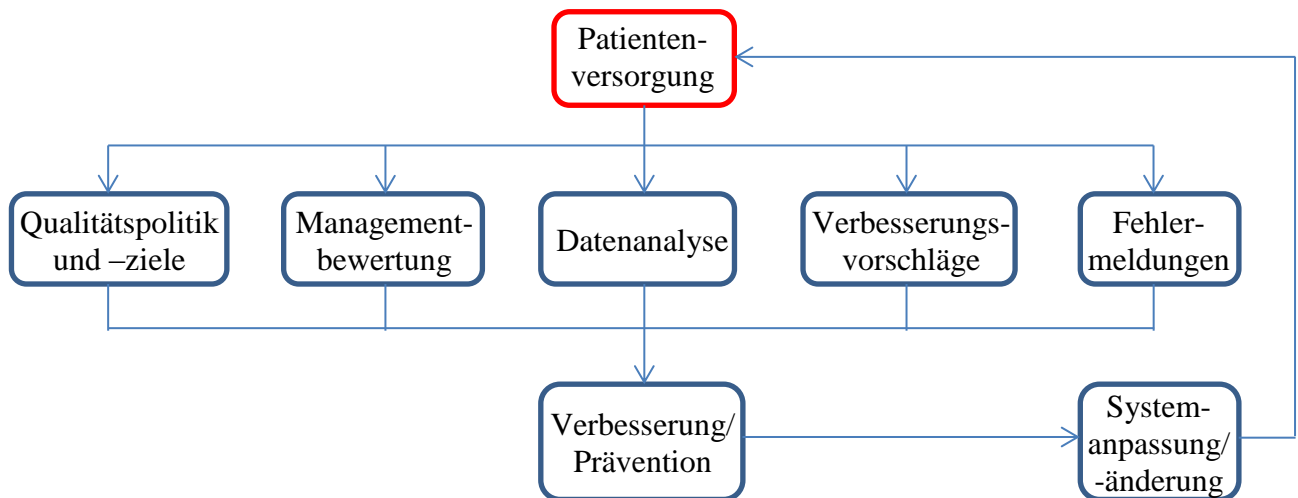 Patienten-
versorgung
Qualitätspolitik
und –ziele
Management-
bewertung
Datenanalyse
Verbesserungs-
vorschläge
Fehler-
meldungen
Verbesserung/
Prävention
System-
anpassung/
-änderung